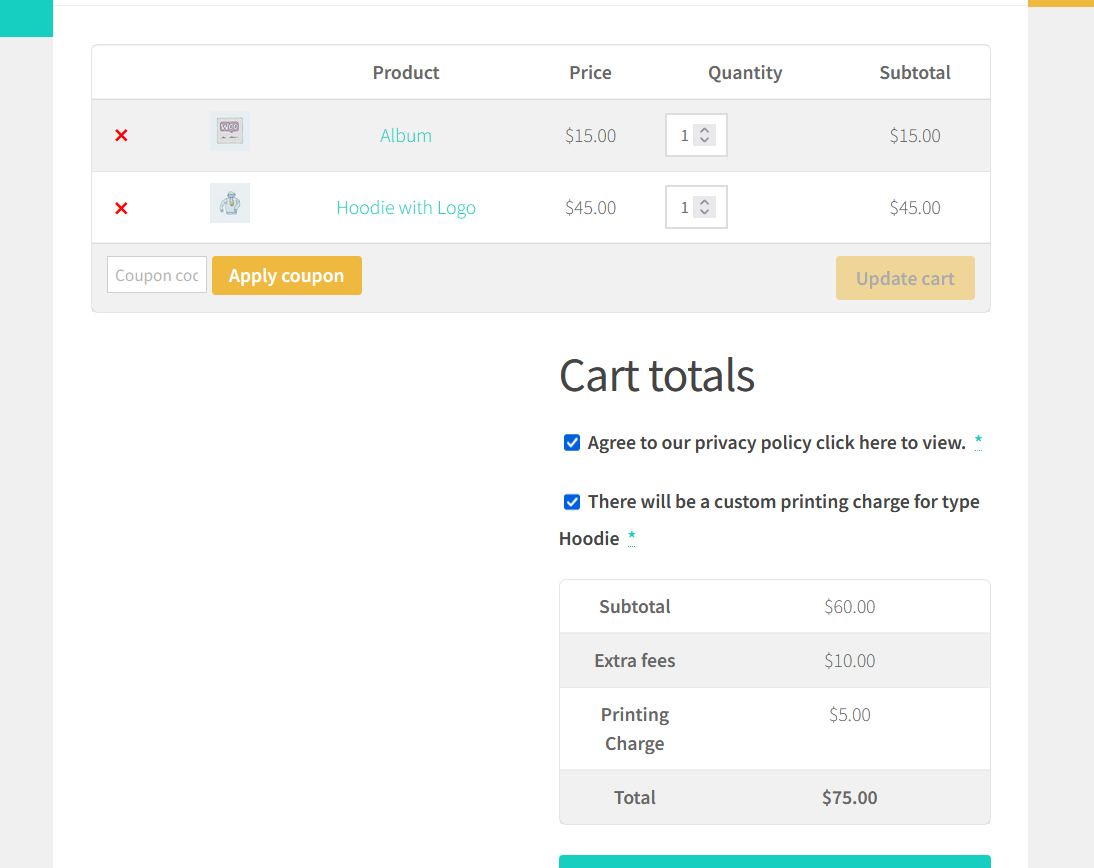 Product Price Quantity Subtotal
× WOO Album $15.00 1 $15.00
× Hoodie with Logo $45.00 1 $45.00
Coupon coc Apply coupon Update cart
Cart totals
Agree to our privacy policy click here to view. *
There will be a custom printing charge for type
Hoodie *
Subtotal $60.00
Extra fees $10.00
Printing $5.00
Charge
Total $75.00